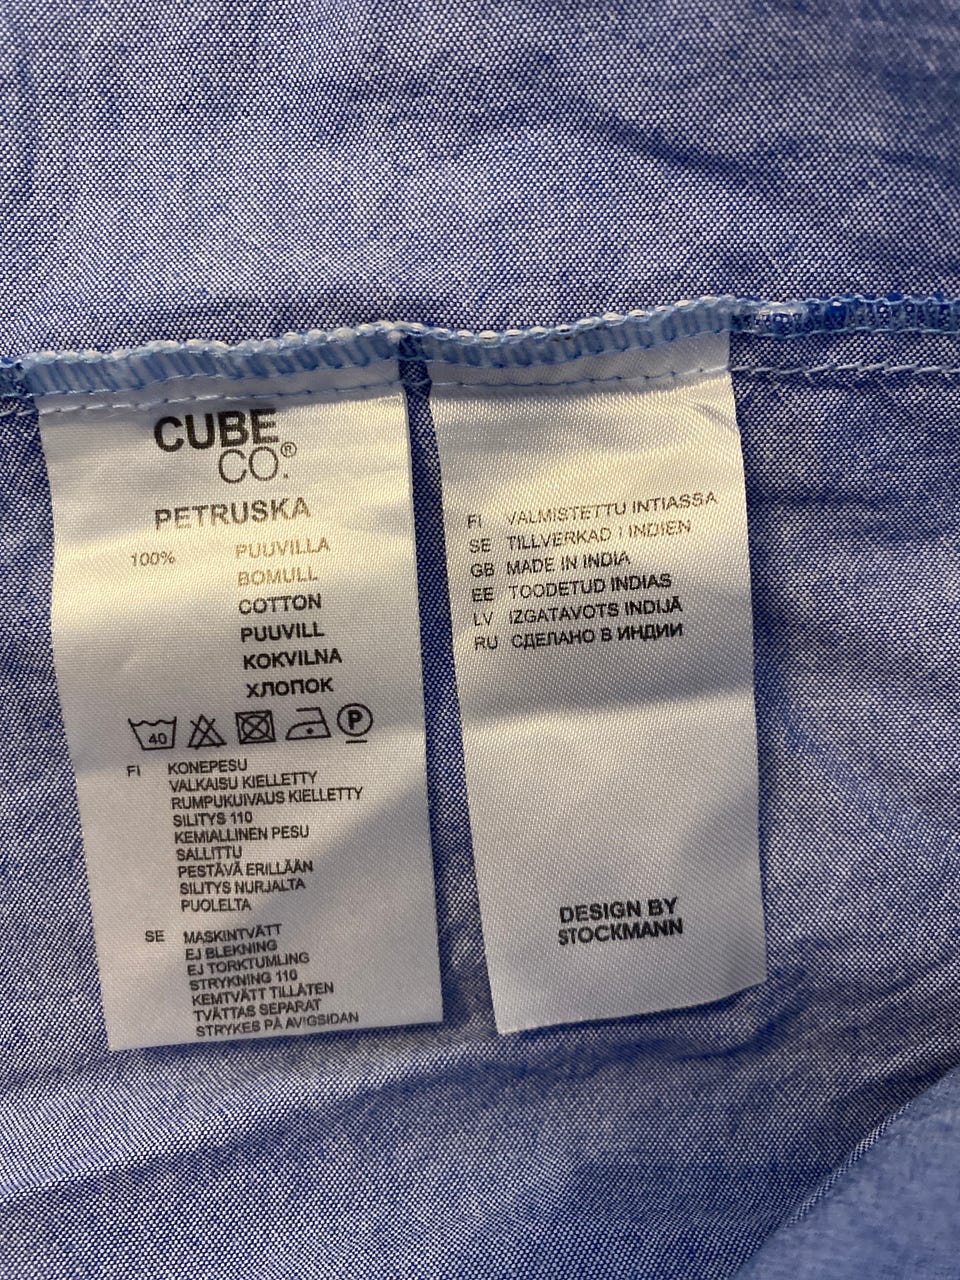 CUBE
CO.®
PETRUSKA
100% PUUVILLA
BOMULL
COTTON
PUUVILL
KOKVILNA
ХЛОПОК
40 P
FI KONEPESU
VALKAISU KIELLETTY
RUMPUKUIVAUS KIELLETTY
SILITYS 110
KEMIALLINEN PESU
SALLITTU
PESTÄVÄ ERILLÄÄN
SILITYS NURJALTA
PUOLELTA
SE MASKINTVÄTT
EJ BLEKNING
EJ TORKTUMLING
STRYKNING 110
KEMTVÄTT TILLÅTEN
TVÄTTAS SEPARAT
STRYKES PÅ AVIGSIDAN
FI VALMISTETTU INTIASSA
SE TILLVERKAD I INDIEN
GB MADE IN INDIA
EE TOODETUD INDIAS
LV IZGATAVOTS INDIJĀ
RU СДЕЛАНО В ИНДИИ
DESIGN BY
STOCKMANN